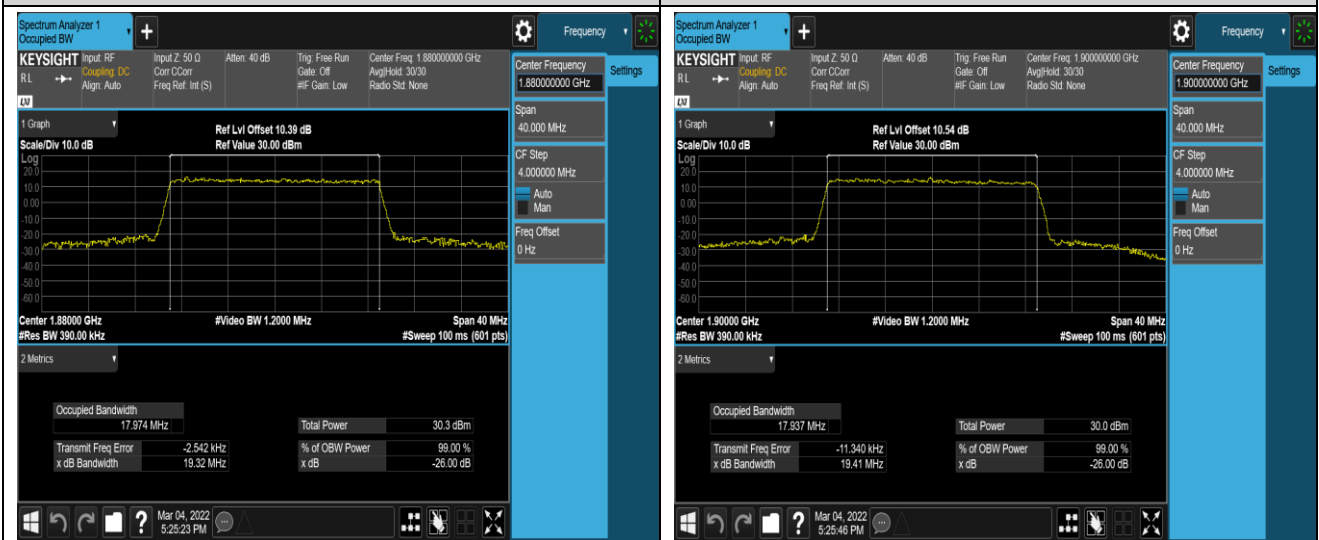 Spectrum Analyzer 1
Occupied BW
+
Frequency
KEYSIGHT
RL
LXI
Input: RF
Coupling: DC
Align: Auto
Input Z: 50 Ω
Corr CCorr
Freq Ref: Int (S)
Atten: 40 dB
Trig: Free Run
Gate: Off
#IF Gain: Low
Center Freq: 1.880000000 GHz
Avg|Hold: 30/30
Radio Std: None
Center Frequency
1.880000000 GHz
Settings
Span
40.000 MHz
CF Step
4.000000 MHz
Auto
Man
Freq Offset
0 Hz
1 Graph
Scale/Div 10.0 dB
Ref Lvl Offset 10.39 dB
Ref Value 30.00 dBm
Log
20.0
10.0
0.00
-10.0
-20.0
-30.0
-40.0
-50.0
-60.0
Center 1.88000 GHz
#Res BW 390.00 kHz
#Video BW 1.2000 MHz
Span 40 MHz
#Sweep 100 ms (601 pts)
2 Metrics
Occupied Bandwidth
17.974 MHz
Transmit Freq Error -2.542 kHz
x dB Bandwidth 19.32 MHz
Total Power 30.3 dBm
% of OBW Power 99.00 %
x dB -26.00 dB
?
Mar 04, 2022
5:25:23 PM
Spectrum Analyzer 1
Occupied BW
+
Frequency
KEYSIGHT
RL
LXI
Input: RF
Coupling: DC
Align: Auto
Input Z: 50 Ω
Corr CCorr
Freq Ref: Int (S)
Atten: 40 dB
Trig: Free Run
Gate: Off
#IF Gain: Low
Center Freq: 1.900000000 GHz
Avg|Hold: 30/30
Radio Std: None
Center Frequency
1.900000000 GHz
Settings
Span
40.000 MHz
CF Step
4.000000 MHz
Auto
Man
Freq Offset
0 Hz
1 Graph
Scale/Div 10.0 dB
Ref Lvl Offset 10.54 dB
Ref Value 30.00 dBm
Log
20.0
10.0
0.00
-10.0
-20.0
-30.0
-40.0
-50.0
-60.0
Center 1.90000 GHz
#Res BW 390.00 kHz
#Video BW 1.2000 MHz
Span 40 MHz
#Sweep 100 ms (601 pts)
2 Metrics
Occupied Bandwidth
17.937 MHz
Transmit Freq Error -11.340 kHz
x dB Bandwidth 19.41 MHz
Total Power 30.0 dBm
% of OBW Power 99.00 %
x dB -26.00 dB
?
Mar 04, 2022
5:25:46 PM